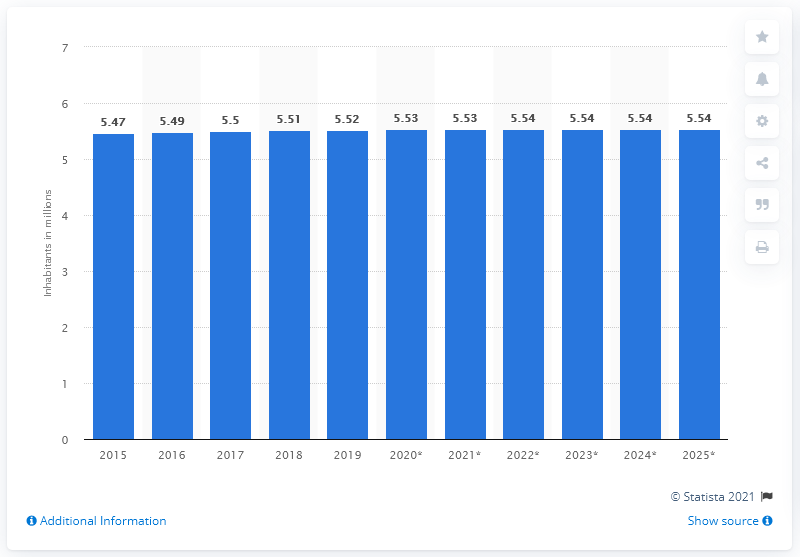 7
6
5
4
3
2
1
0
Inhabitants in millions
5.47 5.49 5.5 5.51 5.52 5.53 5.53 5.54 5.54 5.54 5.54
2015 2016 2017 2018 2019 2020* 2021* 2022* 2023* 2024* 2025*
© Statista 2021
Additional Information
Show source